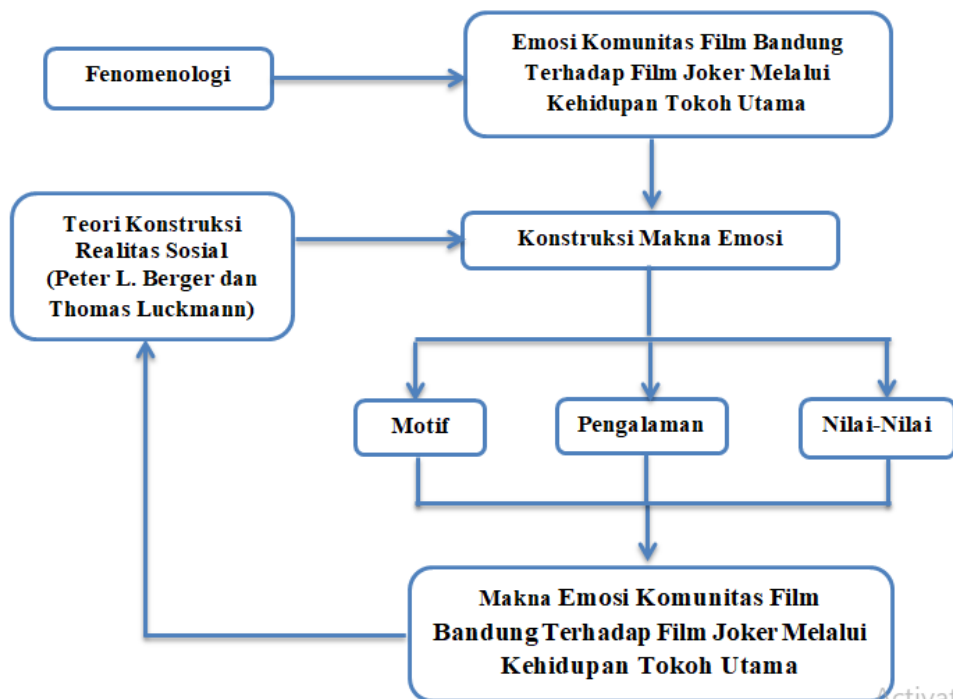 Fenomenologi
Emosi Komunitas Film Bandung
Terhadap Film Joker Melalui
Kehidupan Tokoh Utama
Teori Konstruksi
Realitas Sosial
(Peter L. Berger dan
Thomas Luckmann)
Konstruksi Makna Emosi
Motif
Pengalaman
Nilai-Nilai
Makna Emosi Komunitas Film
Bandung Terhadap Film Joker Melalui
Kehidupan Tokoh Utama